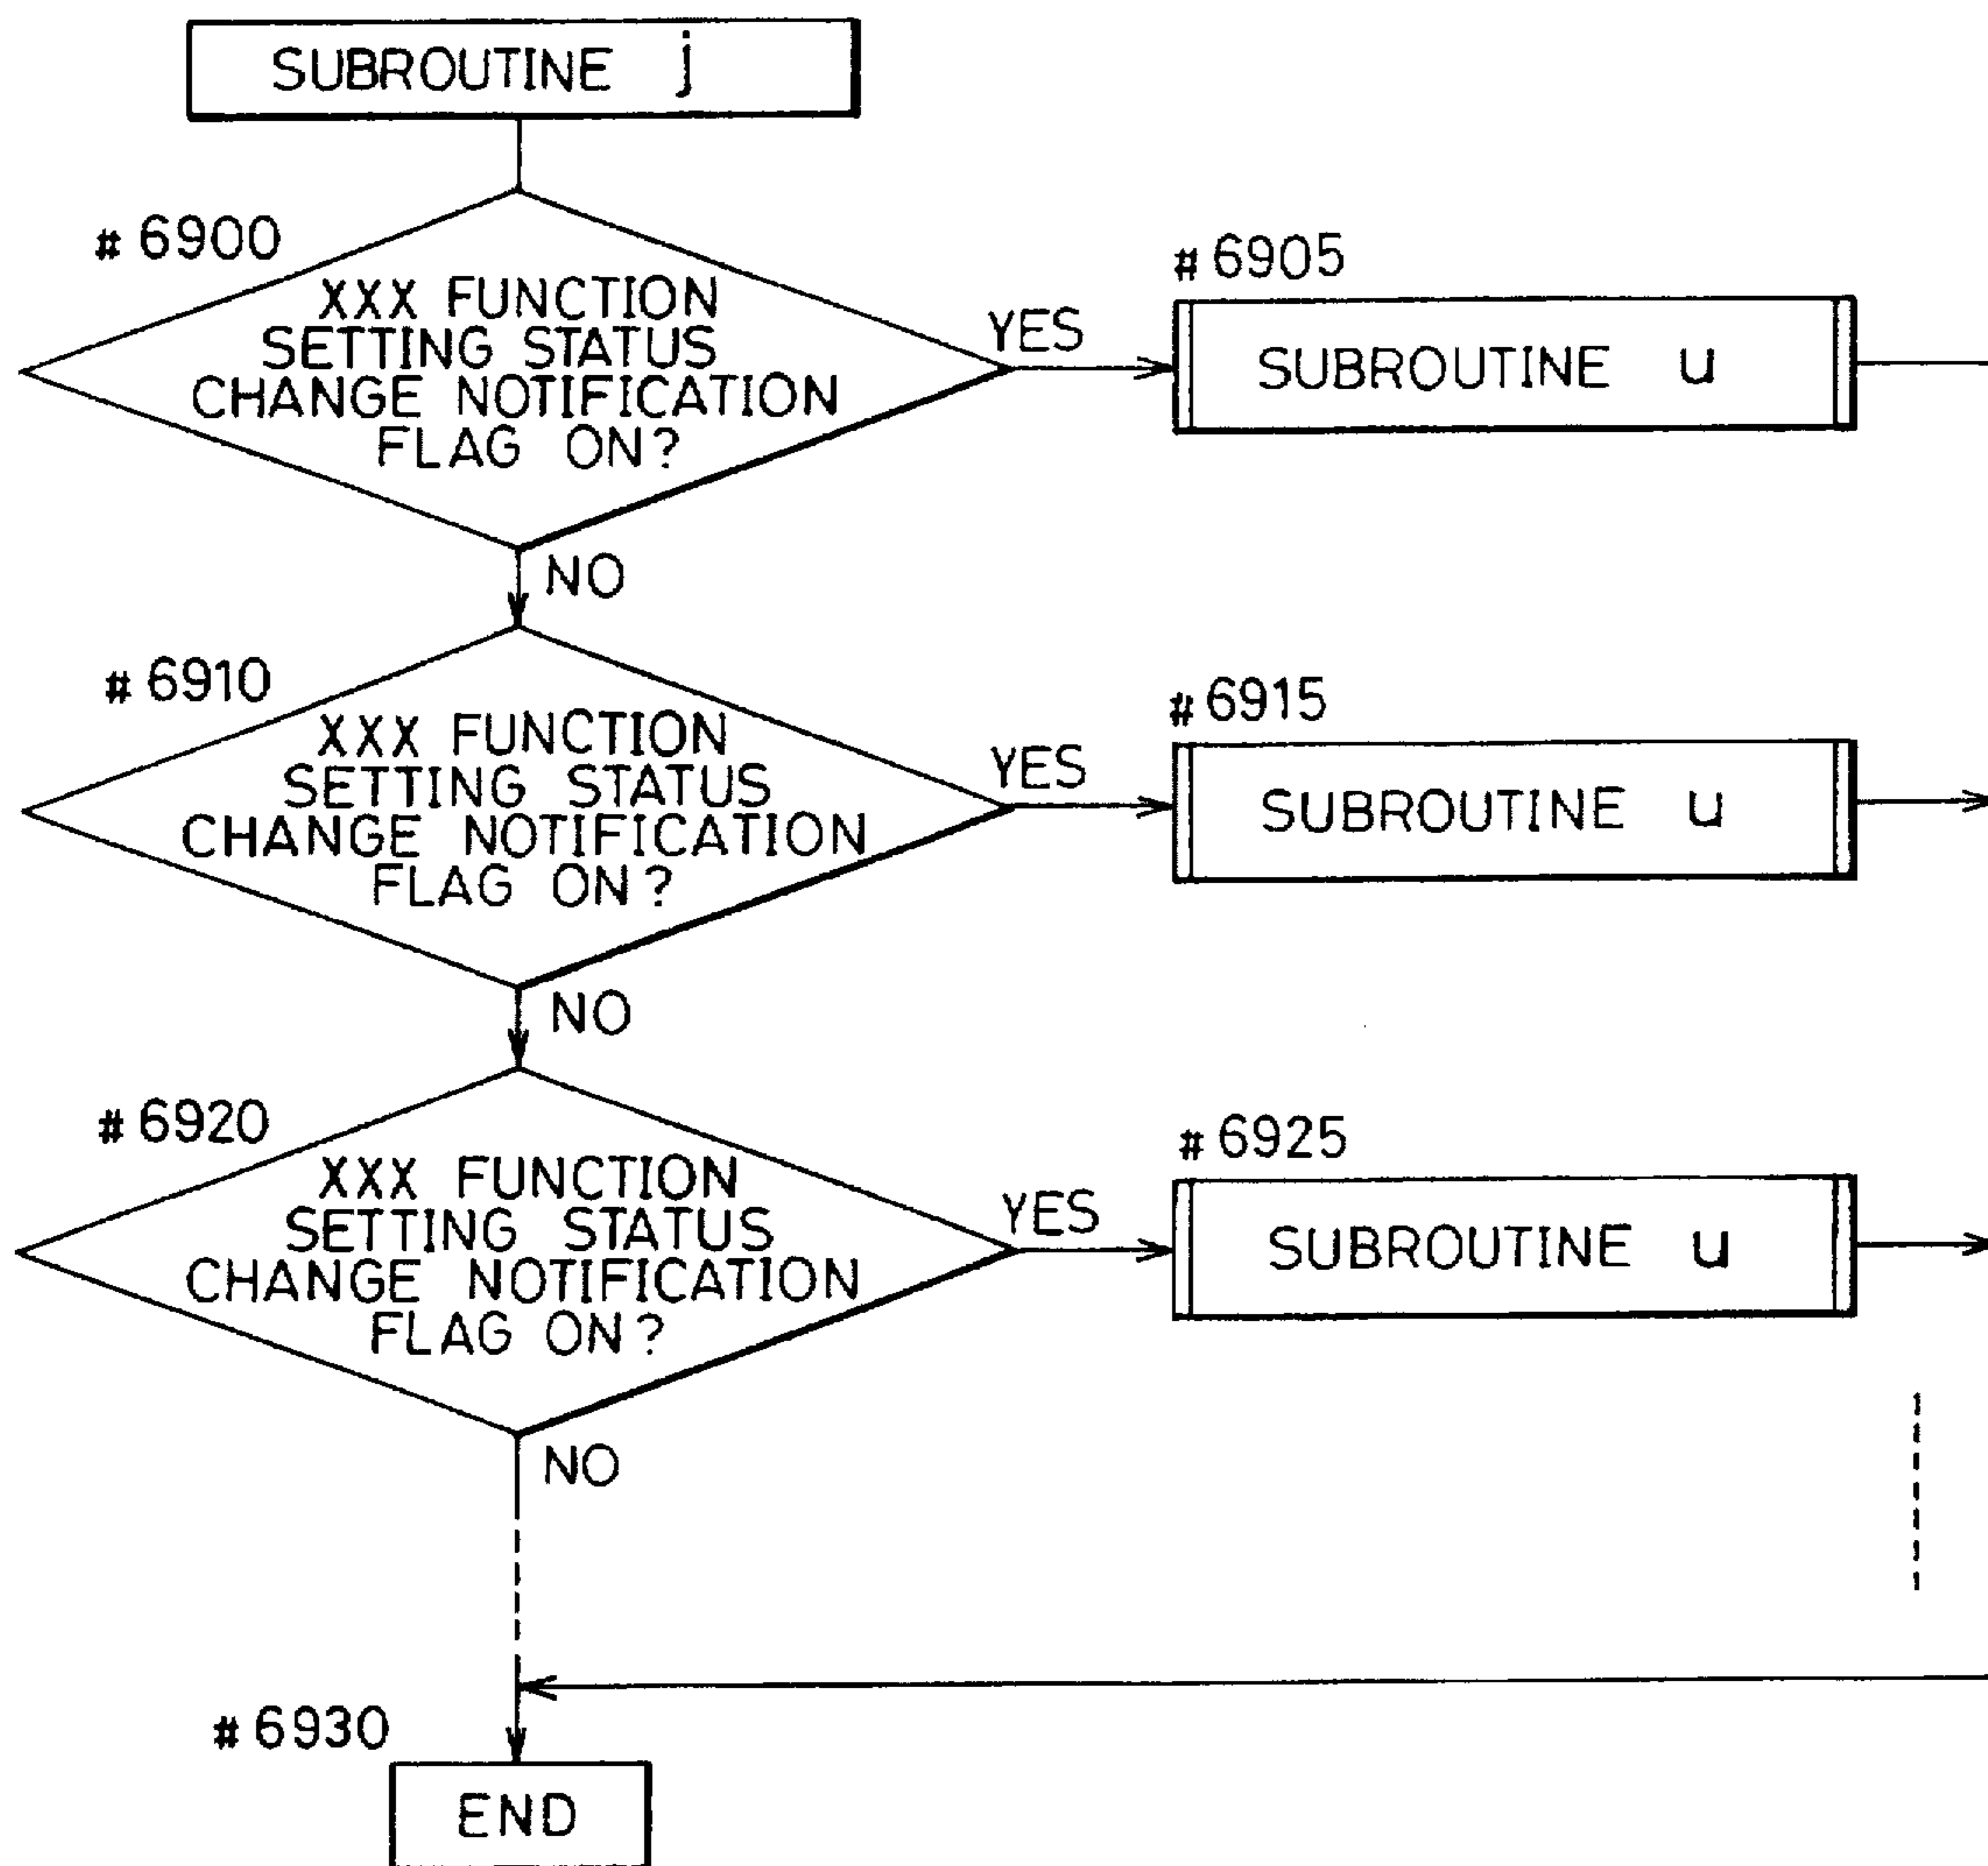 SUBROUTINE j
#6900
XXX FUNCTION
SETTING STATUS
CHANGE NOTIFICATION
FLAG ON?
YES
#6905
SUBROUTINE u
NO
#6910
XXX FUNCTION
SETTING STATUS
CHANGE NOTIFICATION
FLAG ON?
YES
#6915
SUBROUTINE u
NO
#6920
XXX FUNCTION
SETTING STATUS
CHANGE NOTIFICATION
FLAG ON?
YES
#6925
SUBROUTINE u
NO
#6930
END